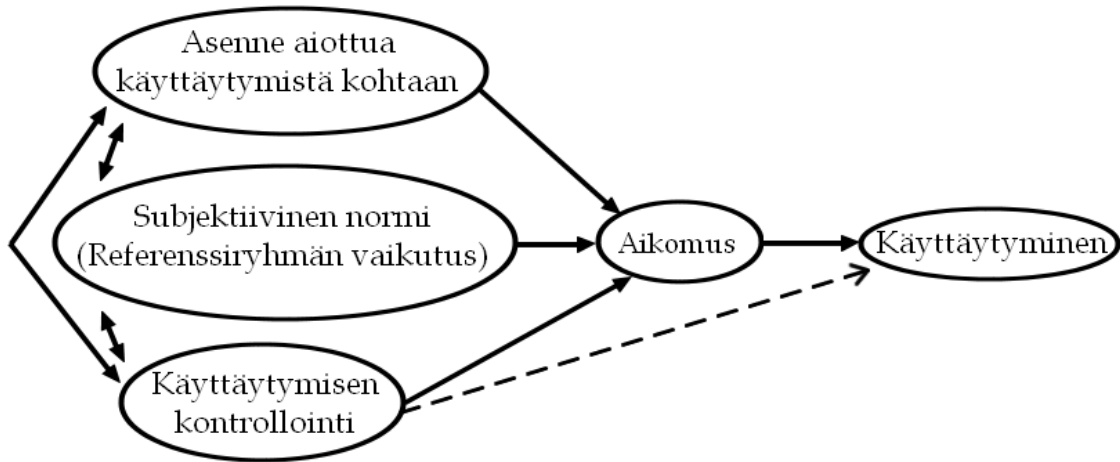 Asenne aiottua
käyttäytymistä kohtaan
Subjektiivinen normi
(Referenssiryhmän vaikutus)
Aikomus
Käyttäytyminen
Käyttäytymisen
kontrollointi